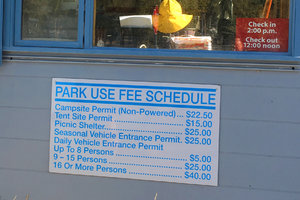 Check in
2:00 p.m.
Check out
12:00 noon
PARK USE FEE SCHEDULE
Campsite Permit (Non-Powered)... $22.50
Tent Site Permit ........................ $15.00
Picnic Shelter............................ $25.00
Seasonal Vehicle Entrance Permit. $25.00
Daily Vehicle Entrance Permit
Up To 8 Persons ........................ $5.00
9 – 15 Persons .......................... $25.00
16 Or More Persons .................... $40.00